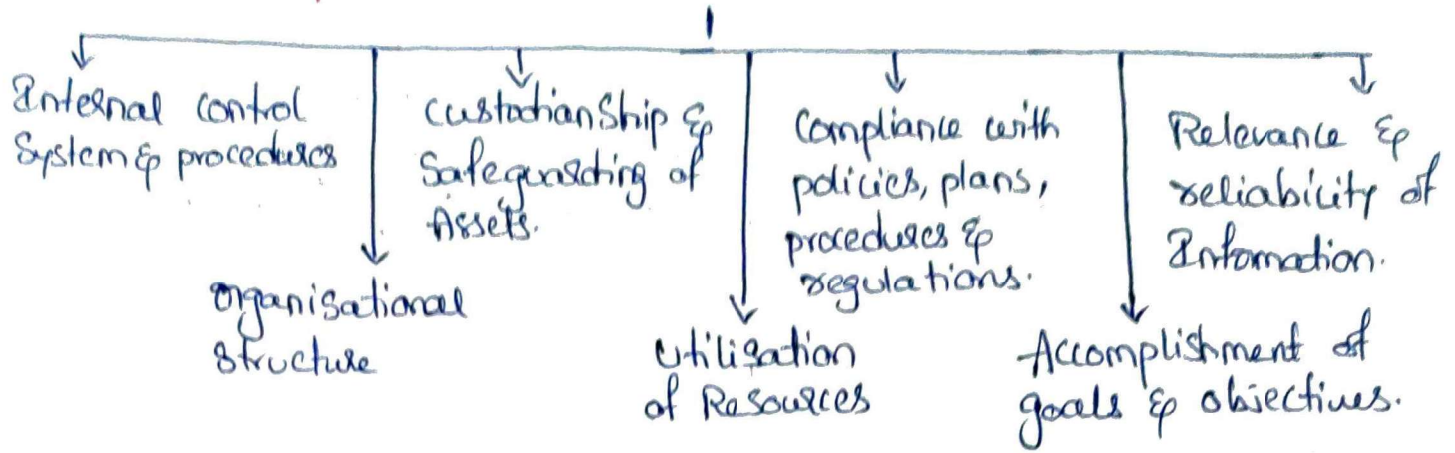 Internal control
System & procedures
Organisational
Structure
Custodianship &
Safeguarding of
Assets.
Utilisation
of Resources
Compliance with
policies, plans,
procedures &
regulations.
Accomplishment of
goals & objectives.
Relevance &
reliability of
Infomation.